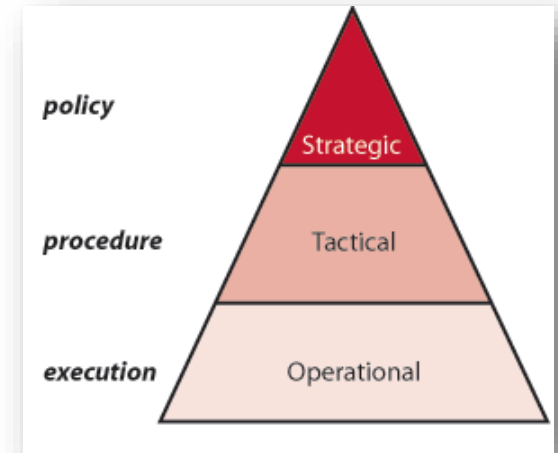 policy
Strategic
procedure
Tactical
execution
Operational